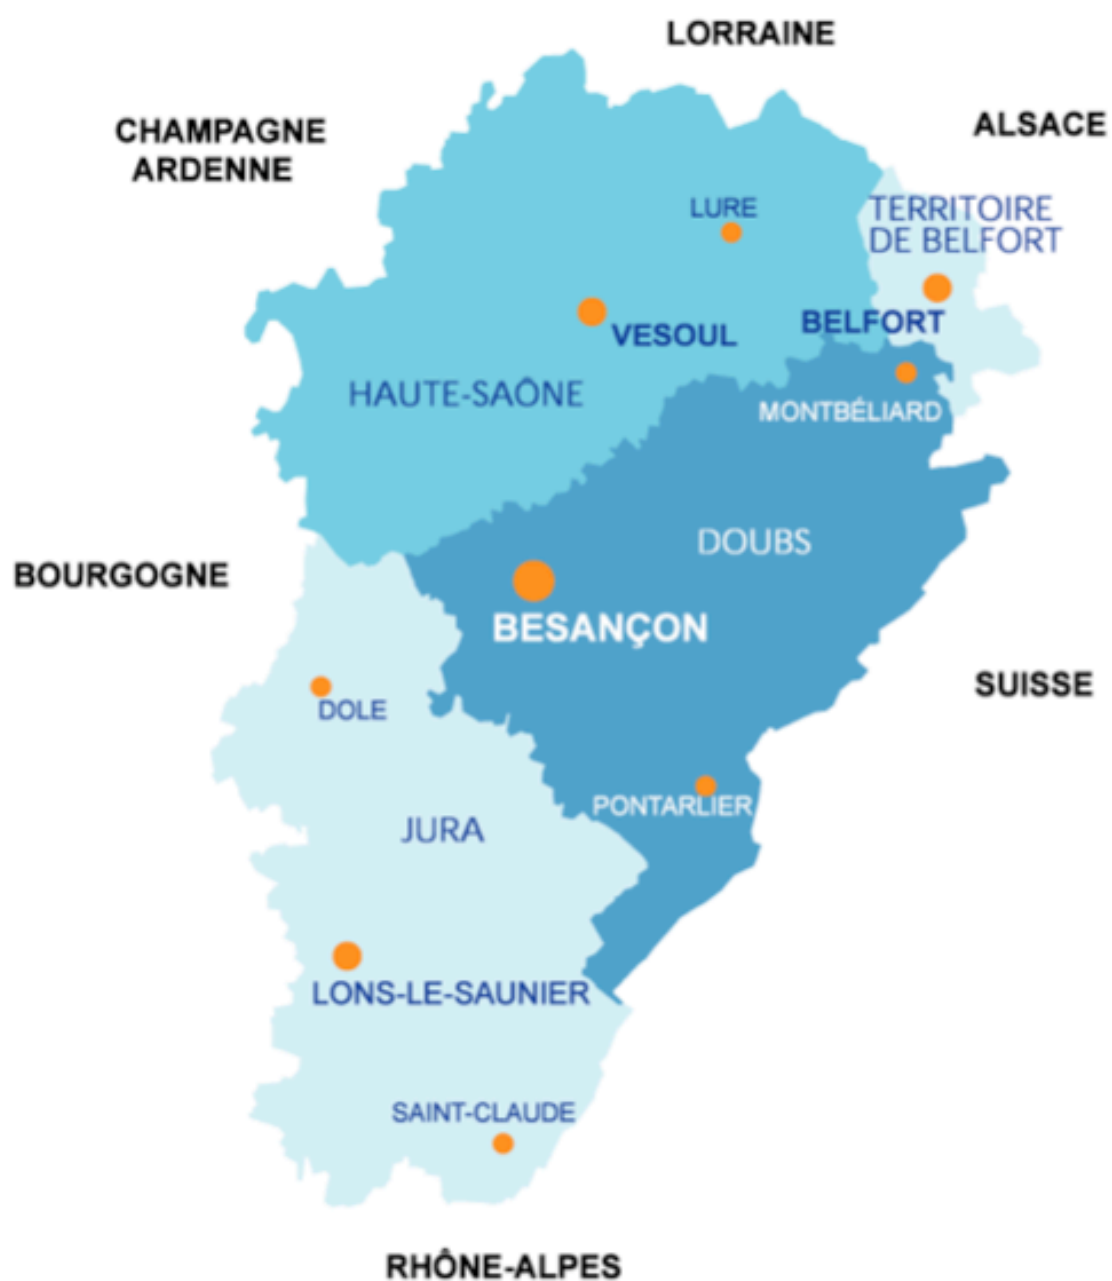 LORRAINE
CHAMPAGNE
ARDENNE
ALSACE
LURE
TERRITOIRE
DE BELFORT
VESOUL
BELFORT
HAUTE-SAÔNE
MONTBÉLIARD
DOUBS
BOURGOGNE
BESANÇON
SUISSE
DOLE
PONTARLIER
JURA
LONS-LE-SAUNIER
SAINT-CLAUDE
RHÔNE-ALPES